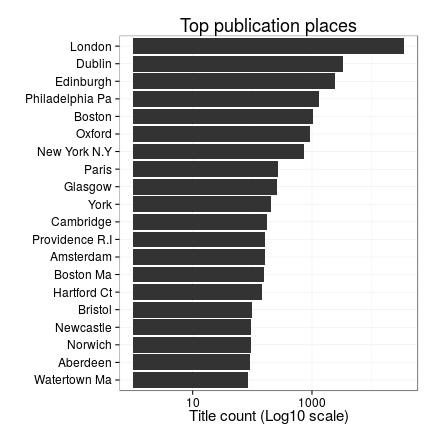 Top publication places
London
Dublin
Edinburgh
Philadelphia Pa
Boston
Oxford
New York N.Y
Paris
Glasgow
York
Cambridge
Providence R.I
Amsterdam
Boston Ma
Hartford Ct
Bristol
Newcastle
Norwich
Aberdeen
Watertown Ma
10 1000
Title count (Log10 scale)